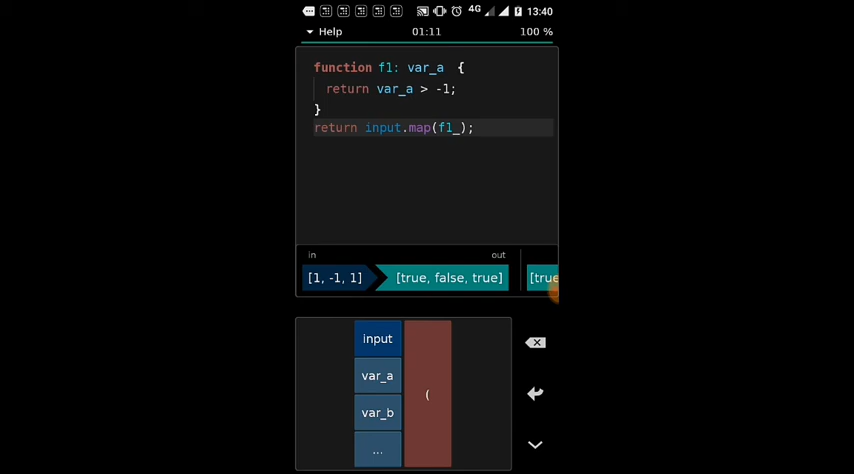 4G 13:40
Help 01:11 100 %
function f1: var_a {
return var_a > -1;
}
return input.map(f1_);
in out
[1, -1, 1] [true, false, true] [true
input
var_a (
var_b
...